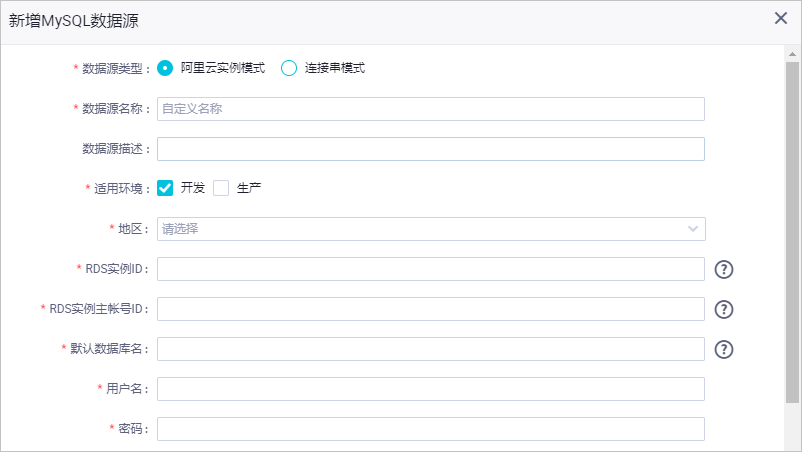 新增MySQL数据源
* 数据源类型： 阿里云实例模式 连接串模式
* 数据源名称： 自定义名称
数据源描述：
* 适用环境： 开发 生产
* 地区： 请选择
* RDS实例ID：
* RDS实例主帐号ID：
* 默认数据库名：
* 用户名：
* 密码：